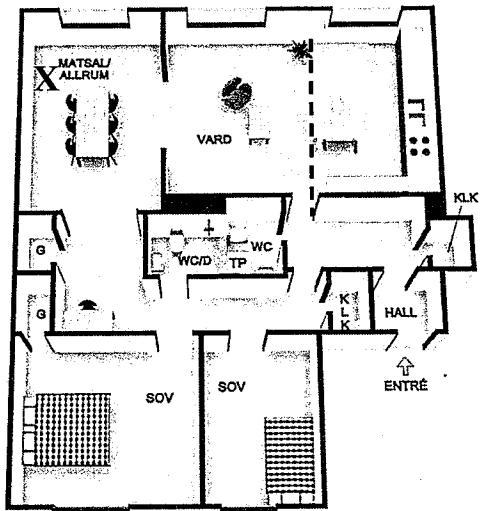 X MATSAL/
ALLRUM
VARD
KLK
G
WC/D
TP
WC
G
K
L
K
HALL
ENTRÉ
SOV
SOV